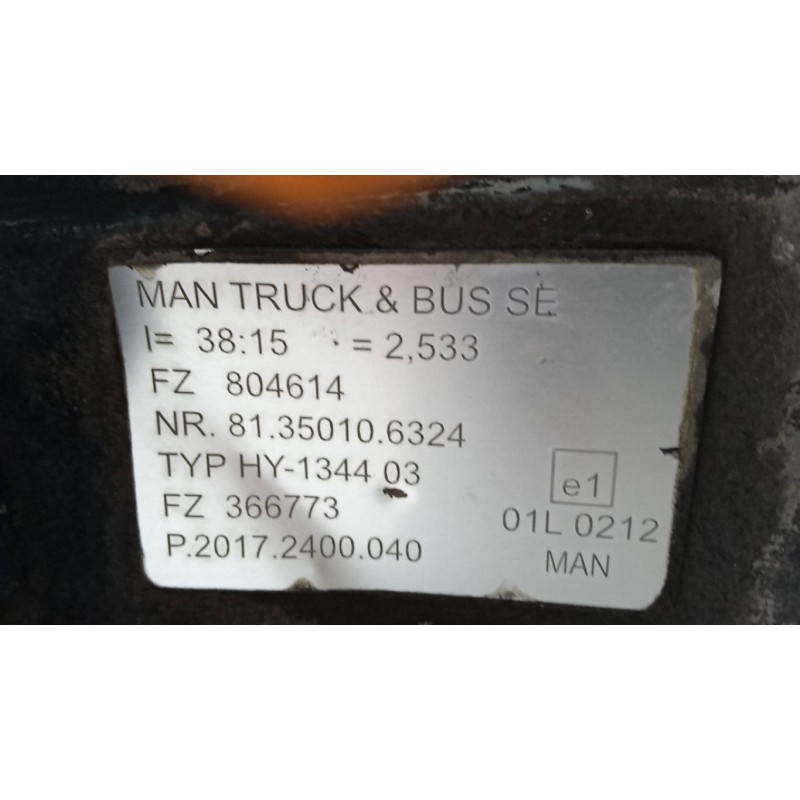 MAN TRUCK & BUS SE
I= 38:15 = 2,533
FZ 804614
NR. 81.35010.6324
TYP HY-1344 03
FZ 366773
P.2017.2400.040
e1
01L 0212
MAN